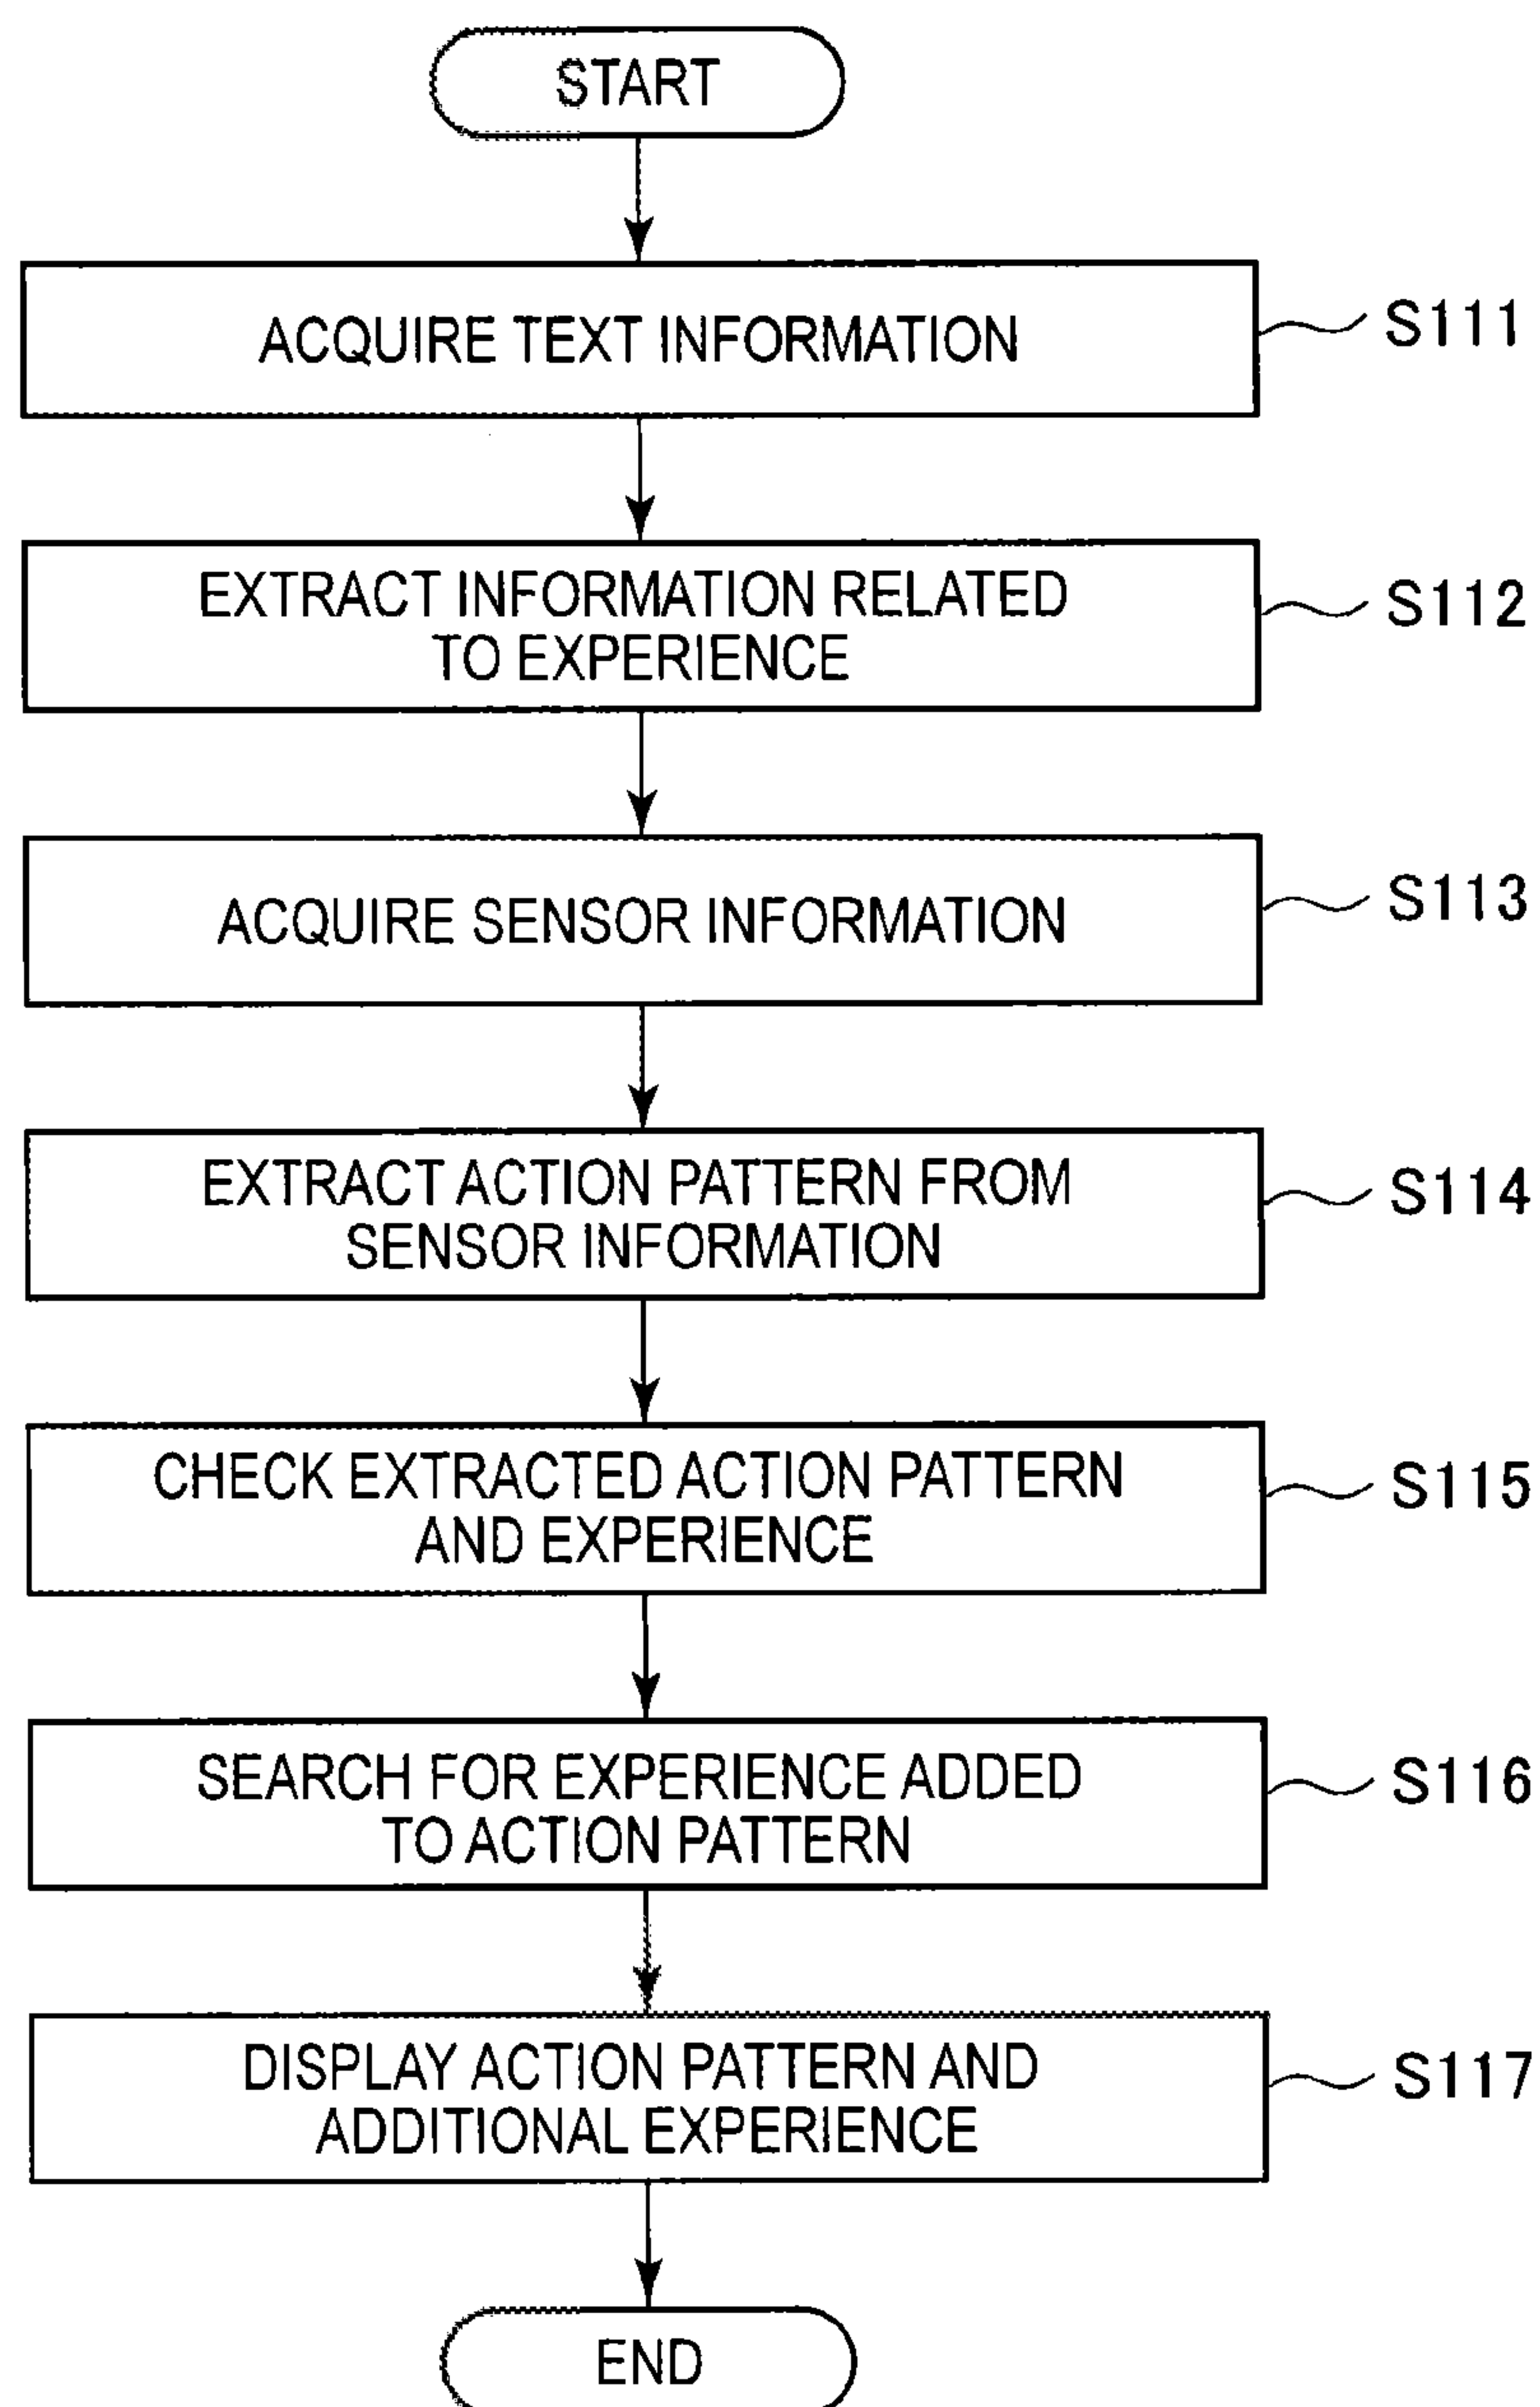 START
ACQUIRE TEXT INFORMATION
S111
EXTRACT INFORMATION RELATED
TO EXPERIENCE
S112
ACQUIRE SENSOR INFORMATION
S113
EXTRACT ACTION PATTERN FROM
SENSOR INFORMATION
S114
CHECK EXTRACTED ACTION PATTERN
AND EXPERIENCE
S115
SEARCH FOR EXPERIENCE ADDED
TO ACTION PATTERN
S116
DISPLAY ACTION PATTERN AND
ADDITIONAL EXPERIENCE
S117
END